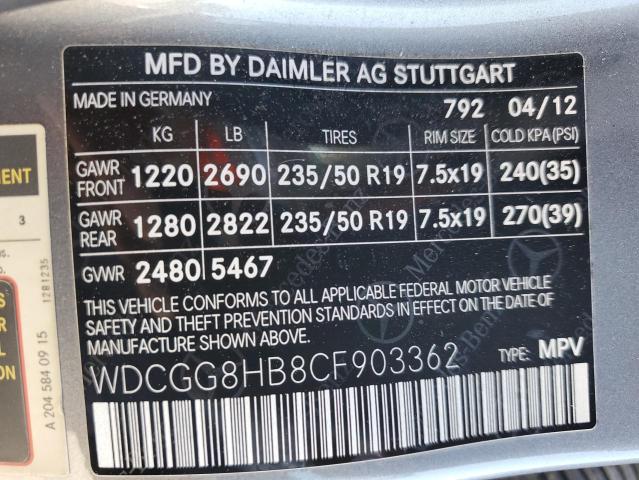 MFD BY DAIMLER AG STUTTGART
MADE IN GERMANY 792 04/12
KG LB TIRES RIM SIZE COLD KPA(PSI)
GAWR FRONT 1220 2690 235/50 R19 7.5x19 240(35)
GAWR REAR 1280 2822 235/50 R19 7.5x19 270(39)
GVWR 2480 5467
THIS VEHICLE CONFORMS TO ALL APPLICABLE FEDERAL MOTOR VEHICLE
SAFETY AND THEFT PREVENTION STANDARDS IN EFFECT ON THE DATE OF
MANUFACTURE SHOWN ABOVE.
WDCGG8HB8CF903362 TYPE: MPV
Mercedes-Benz
3
1281235
A 204 584 09 15